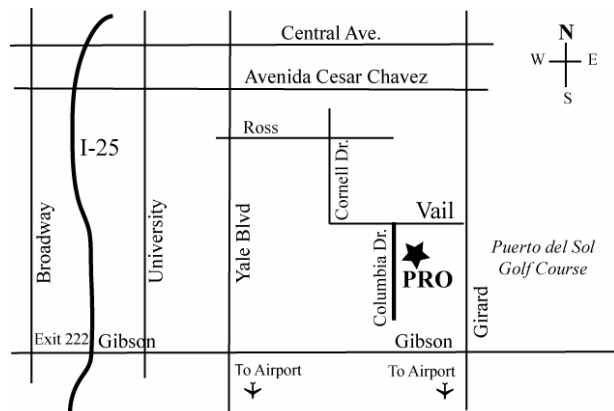 Central Ave.
N
W E
S
Avenida Cesar Chavez
Ross
I-25
Cornell Dr.
Vail
Broadway
University
Yale Blvd
Columbia Dr.
PRO
Puerto del Sol
Golf Course
Girard
Exit 222
Gibson
Gibson
To Airport
To Airport